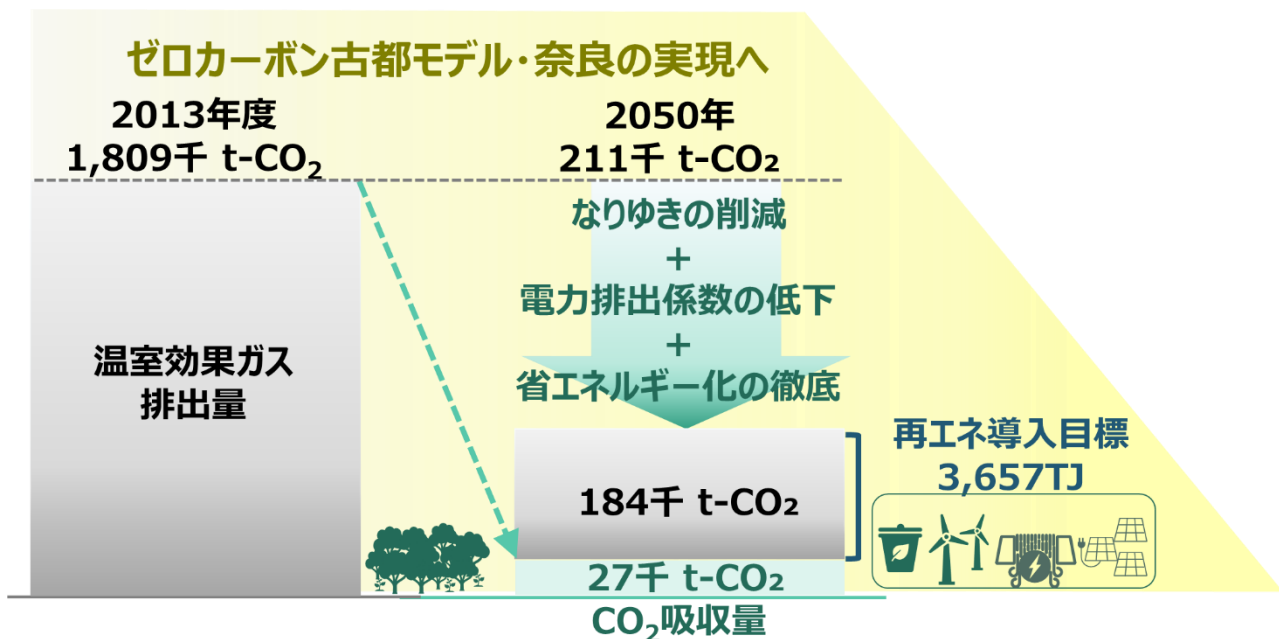 ゼロカーボン古都モデル・奈良の実現へ
2013年度
1,809千 t-CO₂
2050年
211千 t-CO₂
なりゆきの削減
+
電力排出係数の低下
+
省エネルギー化の徹底
温室効果ガス
排出量
再エネ導入目標
3,657TJ
184千 t-CO₂
27千 t-CO₂
CO₂吸収量